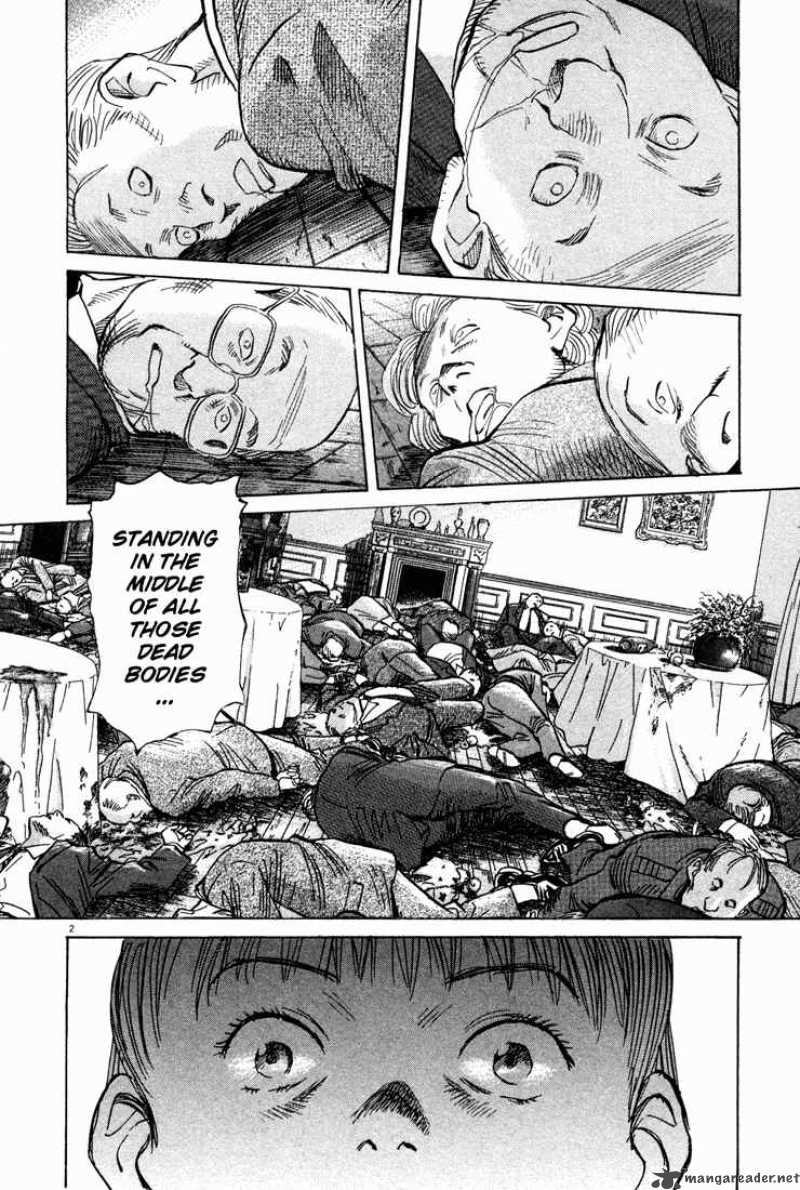 STANDING
IN THE
MIDDLE
OF ALL
THOSE
DEAD
BODIES
...
2
mangareader.net